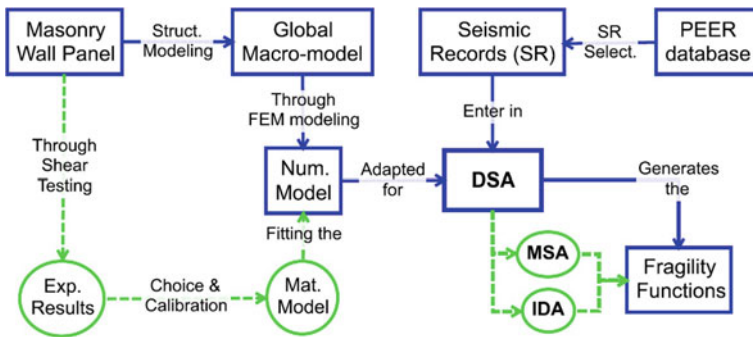 Masonry
Wall Panel
Struct.
Modeling
Global
Macro-model
Seismic
Records (SR)
SR
Select.
PEER
database
Through
FEM modeling
Enter in
Through
Shear
Testing
Num.
Model
Adapted
for
DSA
Generates
the
Fitting the
MSA
Exp.
Results
Choice &
Calibration
Mat.
Model
IDA
Fragility
Functions